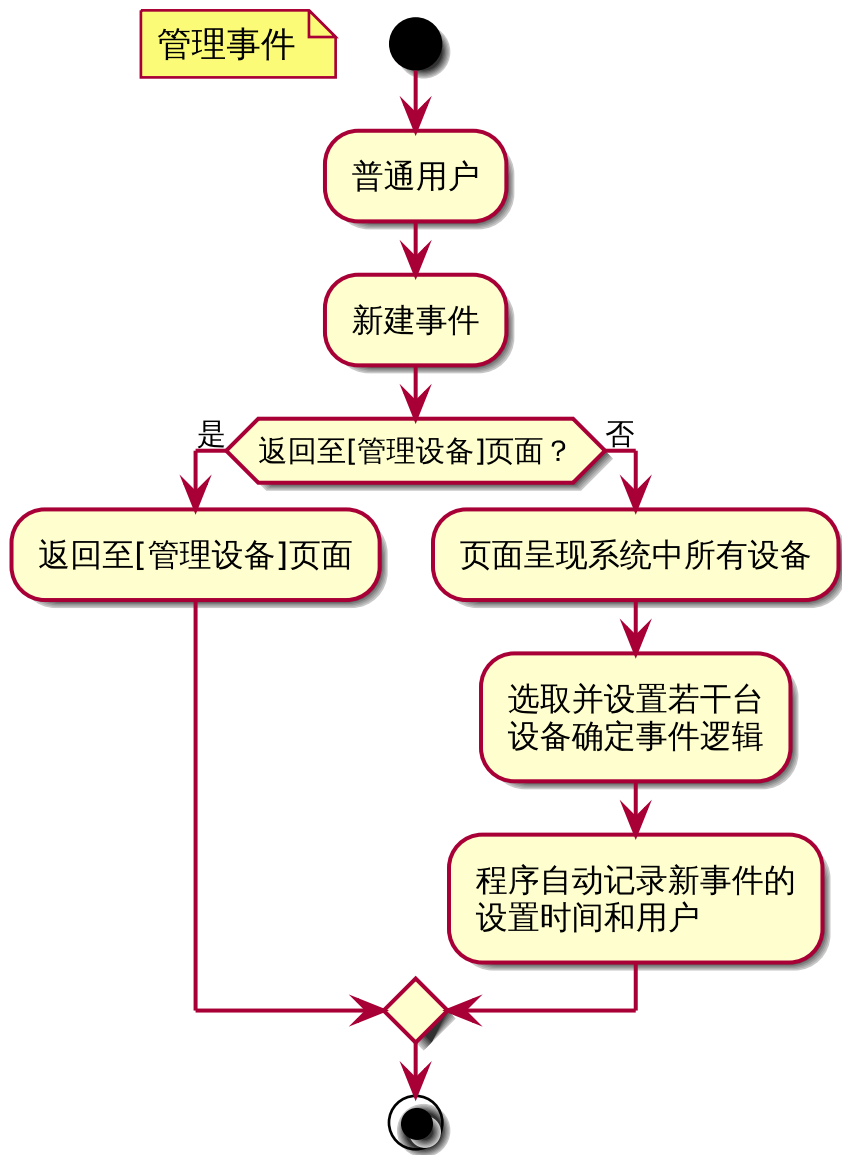 管理事件
普通用户
新建事件
是
返回至[管理设备]页面？
否
返回至[管理设备]页面
页面呈现系统中所有设备
选取并设置若干台
设备确定事件逻辑
程序自动记录新事件的
设置时间和用户